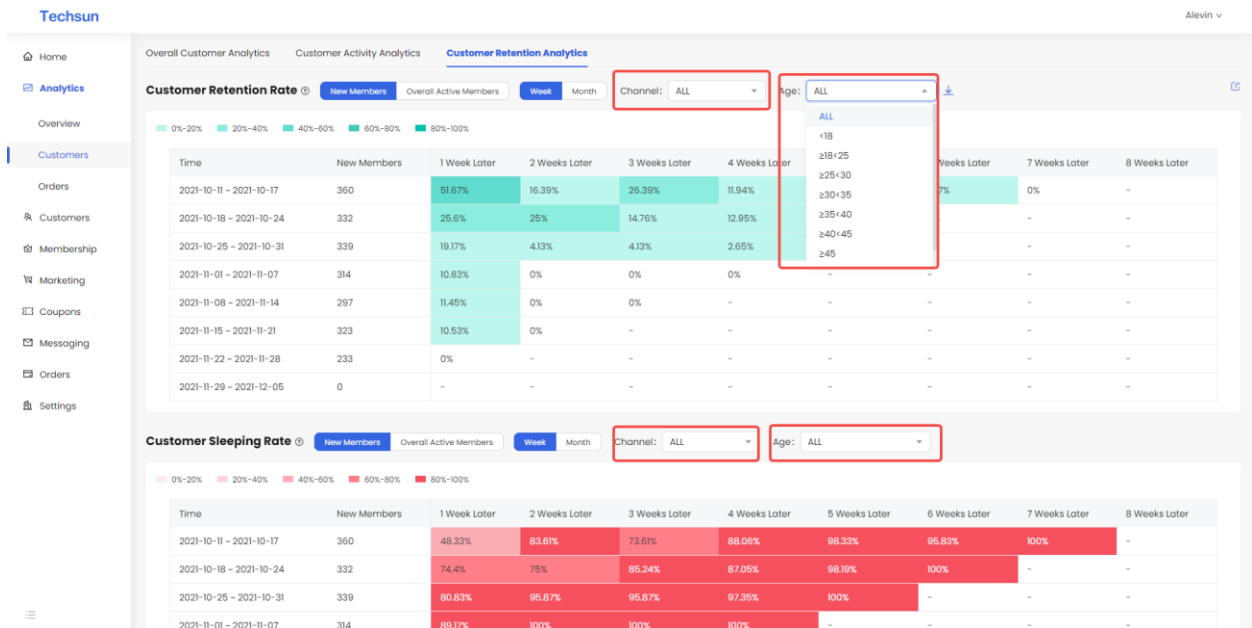 Techsun
Alevin
Home
Analytics
Overview
Customers
Orders
Customers
Membership
Marketing
Coupons
Messaging
Orders
Settings
Overall Customer Analytics Customer Activity Analytics Customer Retention Analytics
Customer Retention Rate New Members Overall Active Members Week Month Channel: ALL Age: ALL
ALL
<18
≥18<25
≥25<30
≥30<35
≥35<40
≥40<45
≥45
0%-20% 20%-40% 40%-60% 60%-80% 80%-100%
Time New Members 1 Week Later 2 Weeks Later 3 Weeks Later 4 Weeks Later Weeks Later 7 Weeks Later 8 Weeks Later
2021-10-11 ~ 2021-10-17 360 51.67% 16.39% 26.39% 11.94% 7% 0% -
2021-10-18 ~ 2021-10-24 332 25.6% 25% 14.76% 12.95% - - -
2021-10-25 ~ 2021-10-31 339 19.17% 4.13% 4.13% 2.65% - -
2021-11-01 ~ 2021-11-07 314 10.83% 0% 0% 0% - - - -
2021-11-08 ~ 2021-11-14 297 11.45% 0% 0% - - - - -
2021-11-15 ~ 2021-11-21 323 10.53% 0% - - - - - -
2021-11-22 ~ 2021-11-28 233 0% - - - - - - -
2021-11-29 ~ 2021-12-05 0 - - - - - - - -
Customer Sleeping Rate New Members Overall Active Members Week Month Channel: ALL Age: ALL
0%-20% 20%-40% 40%-60% 60%-80% 80%-100%
Time New Members 1 Week Later 2 Weeks Later 3 Weeks Later 4 Weeks Later 5 Weeks Later 6 Weeks Later 7 Weeks Later 8 Weeks Later
2021-10-11 ~ 2021-10-17 360 48.33% 83.61% 73.61% 88.06% 98.33% 95.83% 100% -
2021-10-18 ~ 2021-10-24 332 74.4% 75% 85.24% 87.05% 98.19% 100% - -
2021-10-25 ~ 2021-10-31 339 80.83% 95.87% 95.87% 97.35% 100% - - -
2021-11-01 ~ 2021-11-07 314 89.17% 100% 100% 100% - - - -